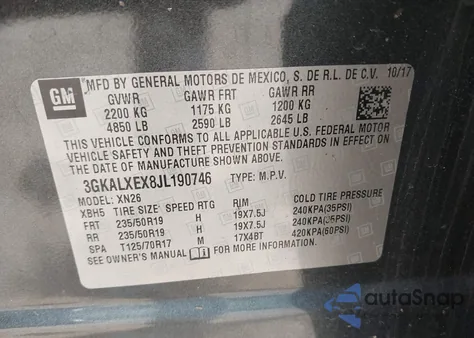 GM
MFD BY GENERAL MOTORS DE MEXICO, S. DE R.L. DE C.V. 10/17
GVWR GAWR FRT GAWR RR
2200 KG 1175 KG 1200 KG
4850 LB 2590 LB 2645 LB
THIS VEHICLE CONFORMS TO ALL APPLICABLE U.S. FEDERAL MOTOR
VEHICLE SAFETY, BUMPER, AND THEFT PREVENTION STANDARDS IN EFFECT ON
THE DATE OF MANUFACTURE SHOWN ABOVE.
3GKALXEX8JL190746 TYPE: M.P.V.
MODEL: XN26
XBH5 TIRE SIZE SPEED RTG RIM COLD TIRE PRESSURE
FRT 235/50R19 H 19X7.5J 240KPA(35PSI)
RR 235/50R19 H 19X7.5J 240KPA(35PSI)
SPA T125/70R17 M 17X4BT 420KPA(60PSI)
SEE OWNER'S MANUAL FOR MORE INFORMATION
autoSnap